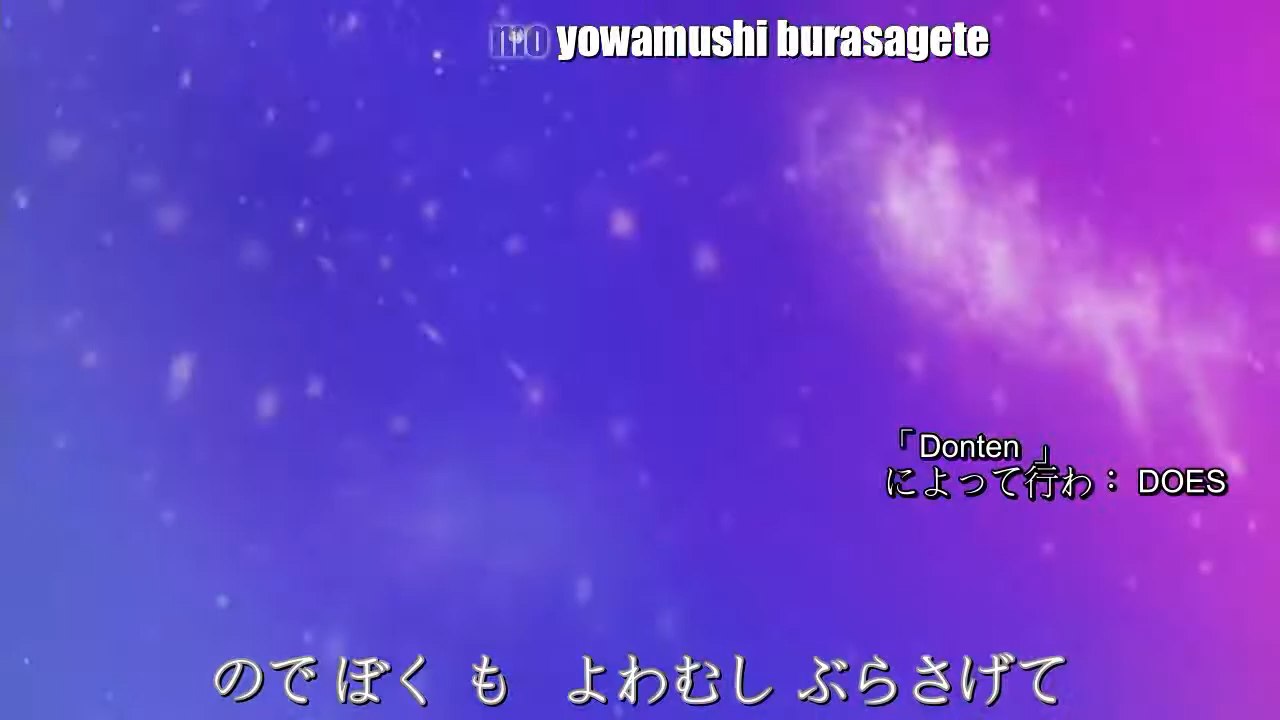 mo yowamushi burasagete
「Donten 」
によって行わ： DOES
ので ぼく も よわむし ぶらさげて